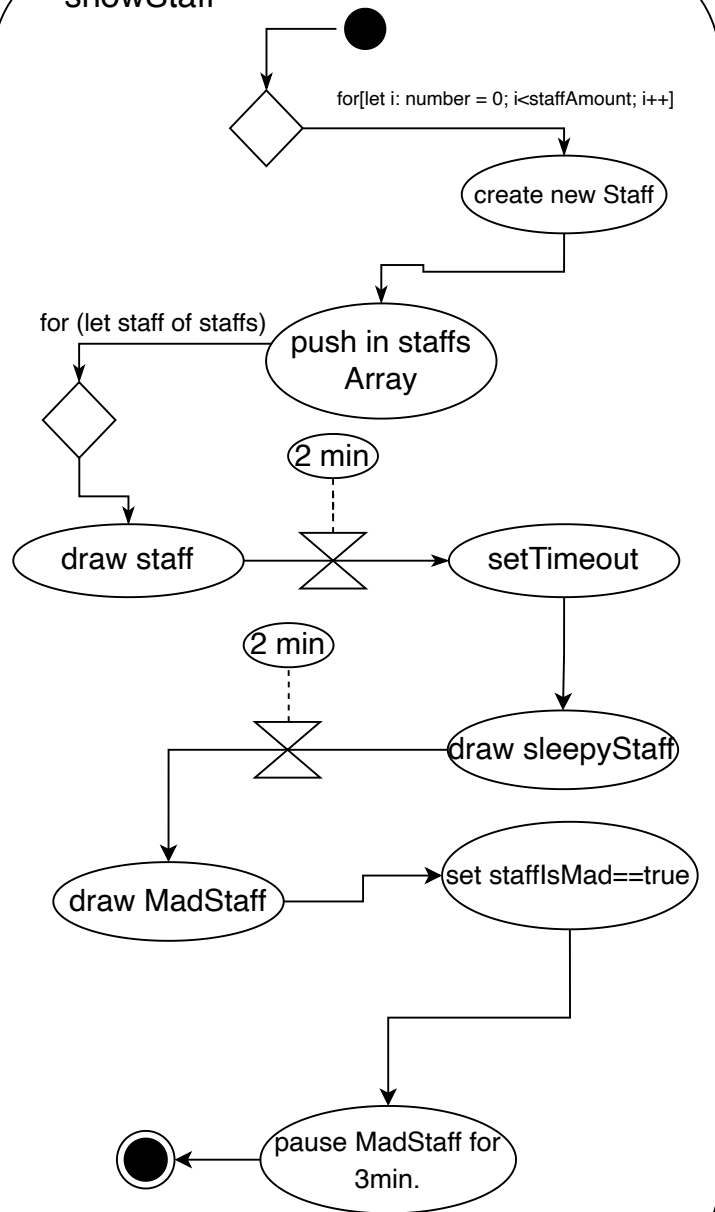 showStaff
for[let i: number = 0; i<staffAmount; i++]
create new Staff
for (let staff of staffs)
push in staffs
Array
2 min
draw staff
setTimeout
2 min
draw sleepyStaff
draw MadStaff
set staffIsMad==true
pause MadStaff for
3min.